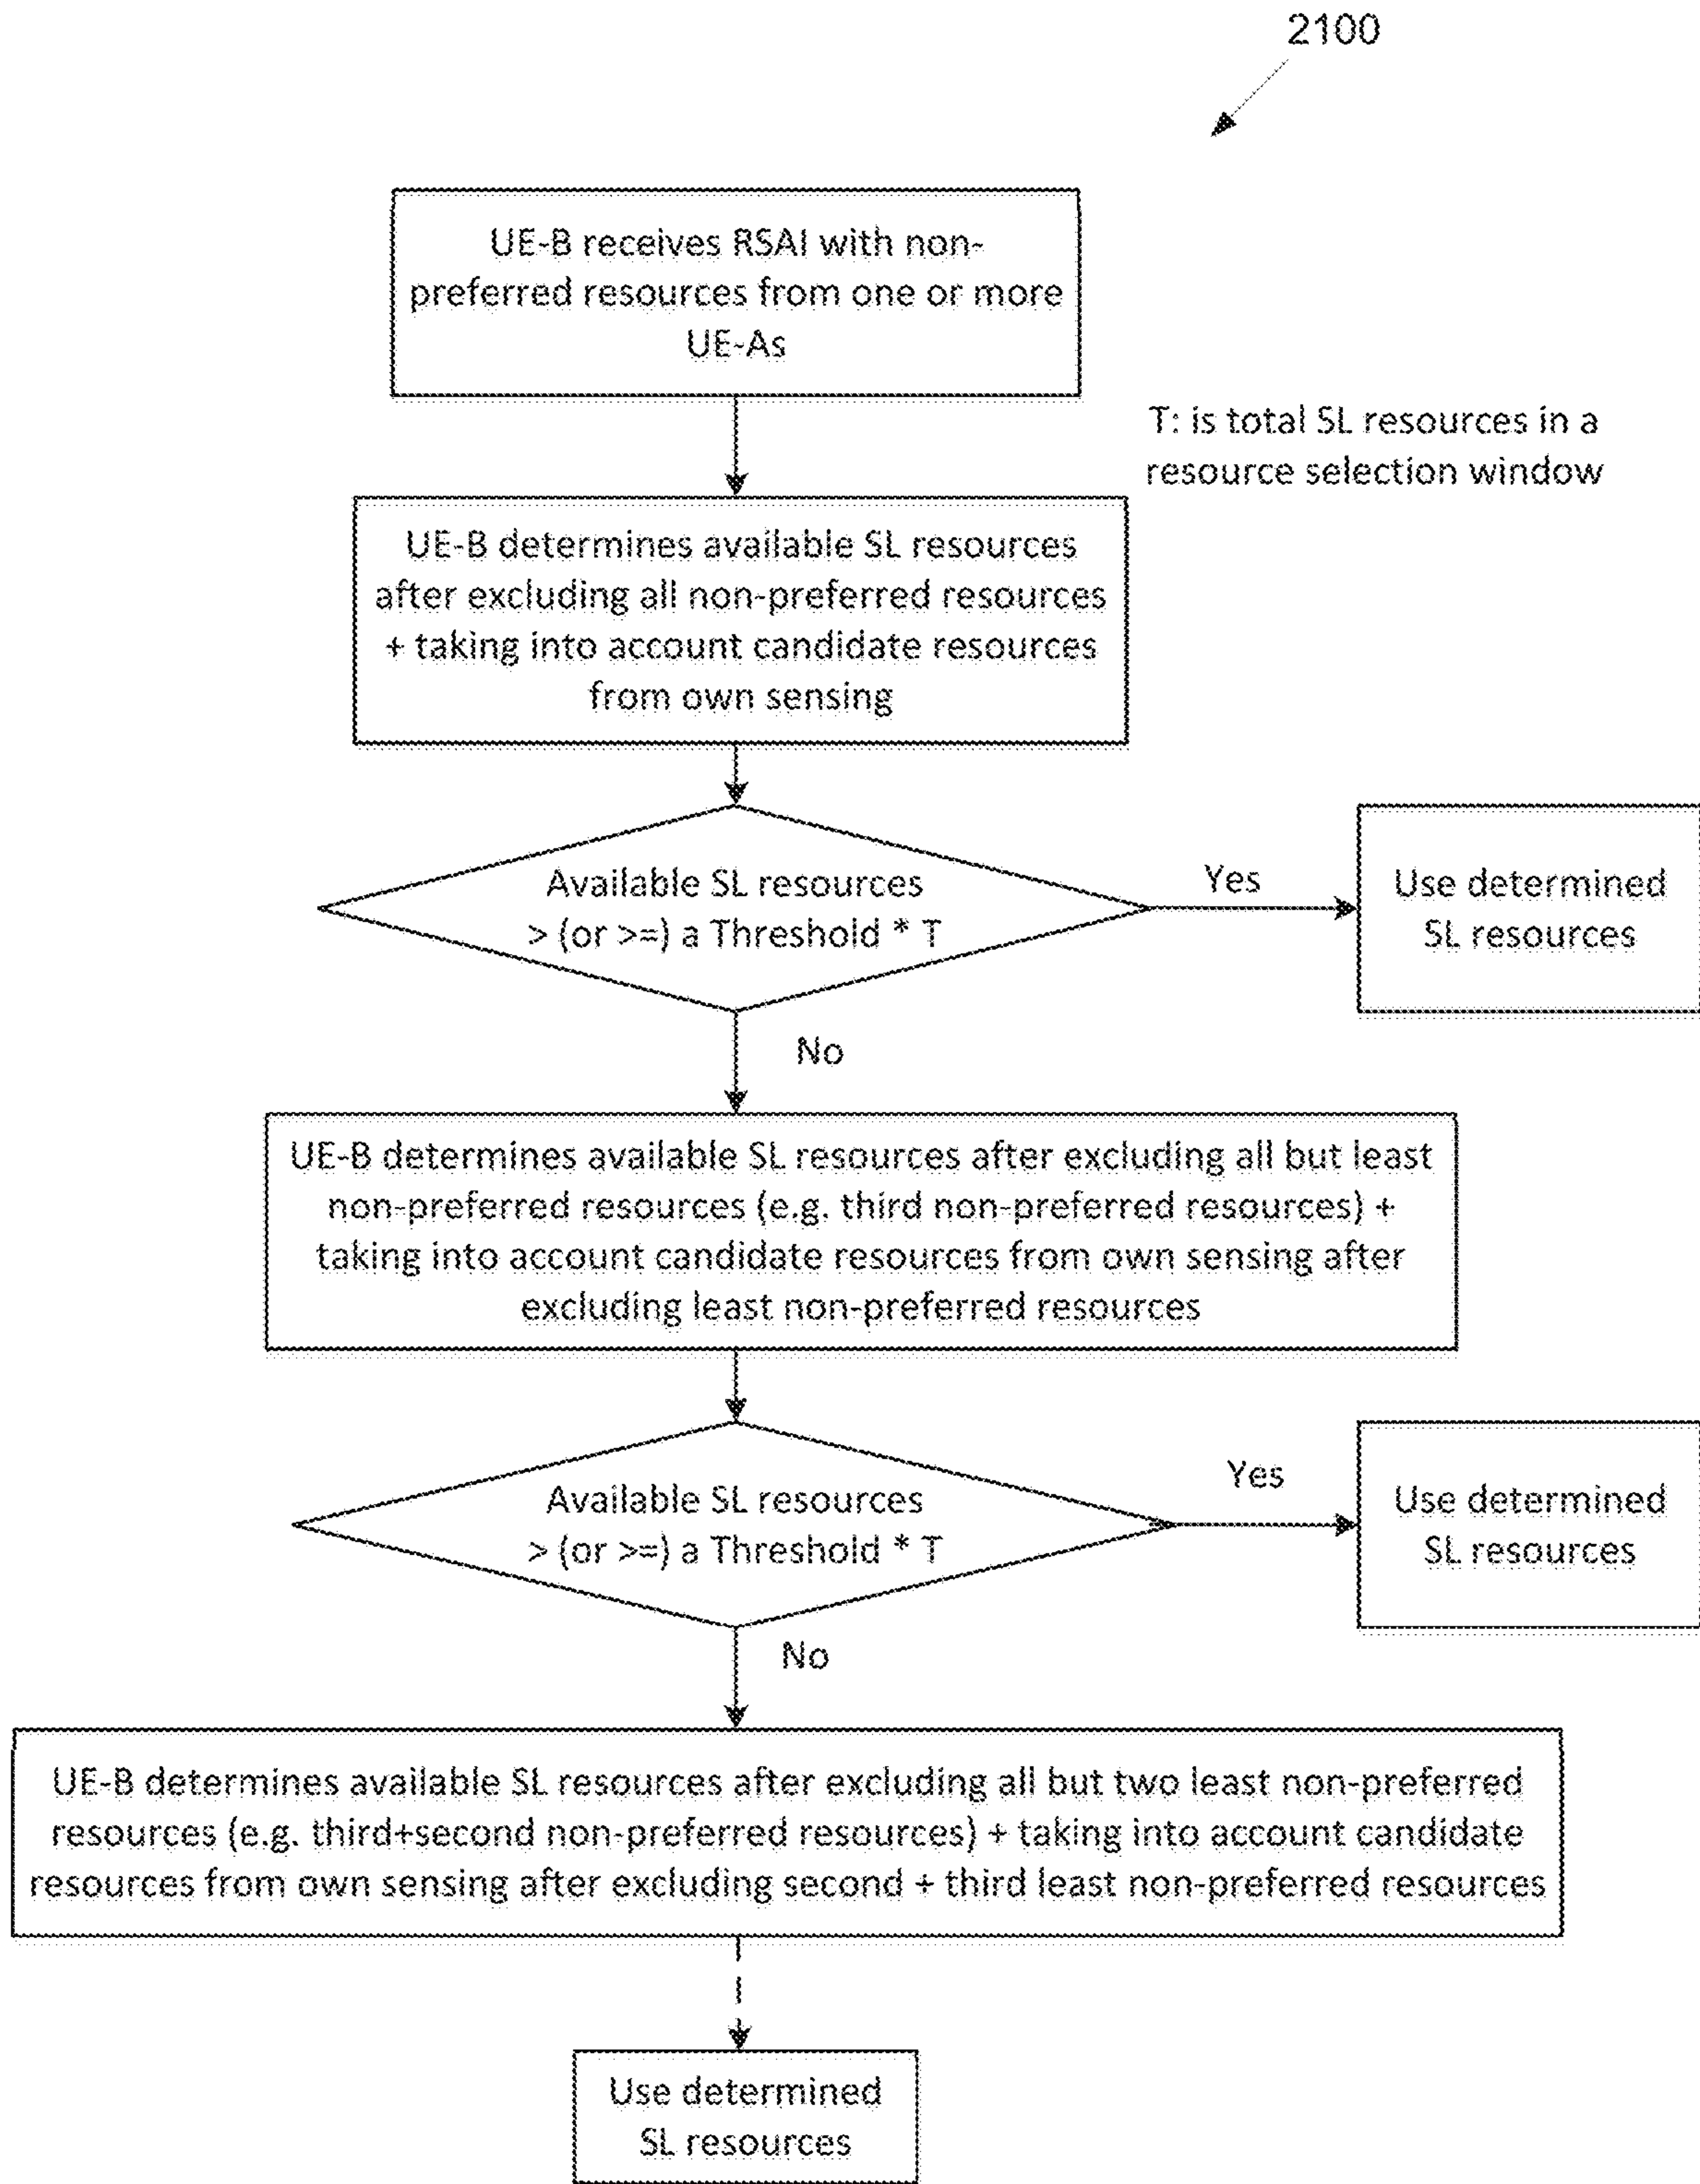 2100
UE-B receives RSAI with non-
preferred resources from one or more
UE-As
T: is total SL resources in a
resource selection window
UE-B determines available SL resources
after excluding all non-preferred resources
+ taking into account candidate resources
from own sensing
Available SL resources
> (or >=) a Threshold * T
Yes
Use determined
SL resources
No
UE-B determines available SL resources after excluding all but least
non-preferred resources (e.g. third non-preferred resources) +
taking into account candidate resources from own sensing after
excluding least non-preferred resources
Available SL resources
> (or >=) a Threshold * T
Yes
Use determined
SL resources
No
UE-B determines available SL resources after excluding all but two least non-preferred
resources (e.g. third+second non-preferred resources) + taking into account candidate
resources from own sensing after excluding second + third least non-preferred resources
Use determined
SL resources